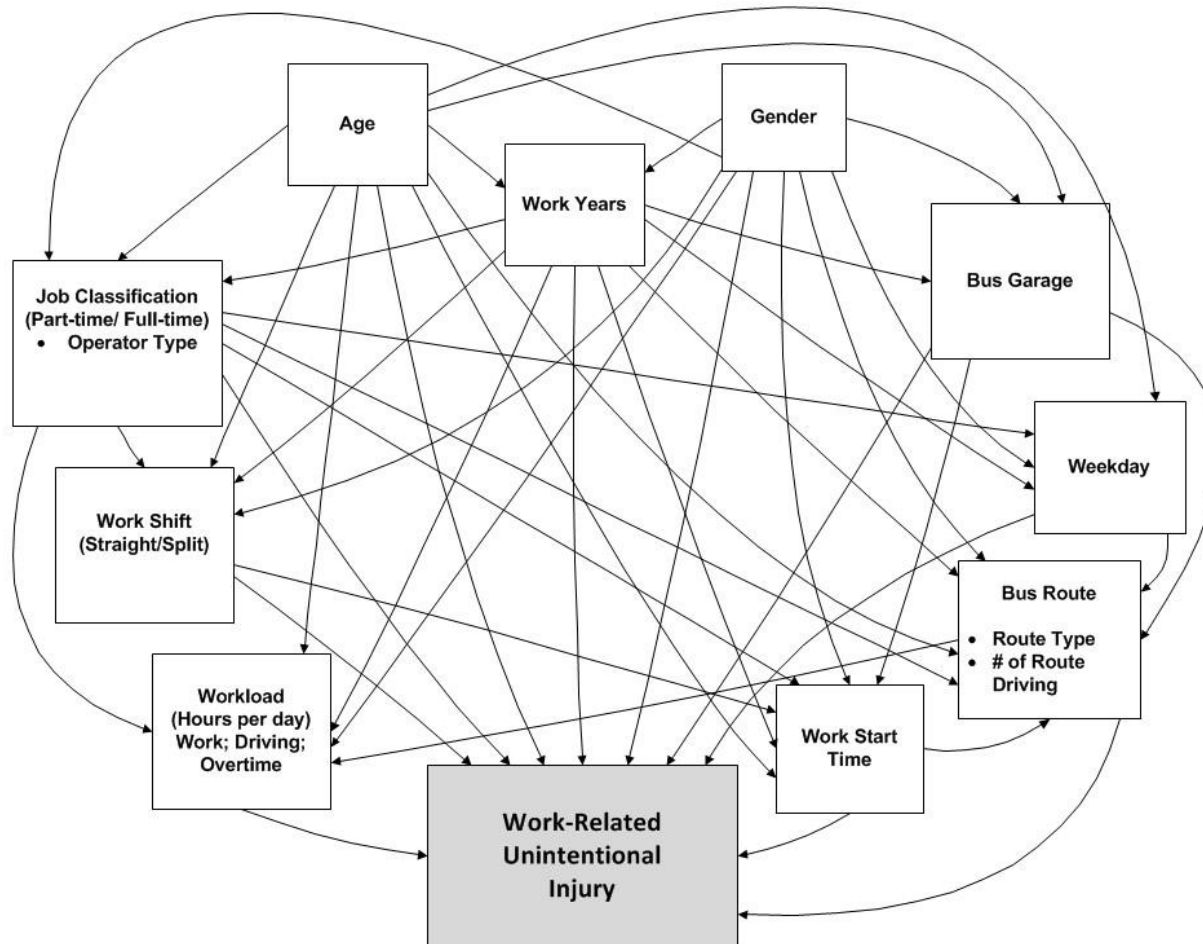 Age
Gender
Work Years
Bus Garage
Job Classification
(Part-time/ Full-time)
• Operator Type
Weekday
Work Shift
(Straight/Split)
Bus Route
• Route Type
• # of Route
Driving
Workload
(Hours per day)
Work; Driving;
Overtime
Work Start
Time
Work-Related
Unintentional
Injury